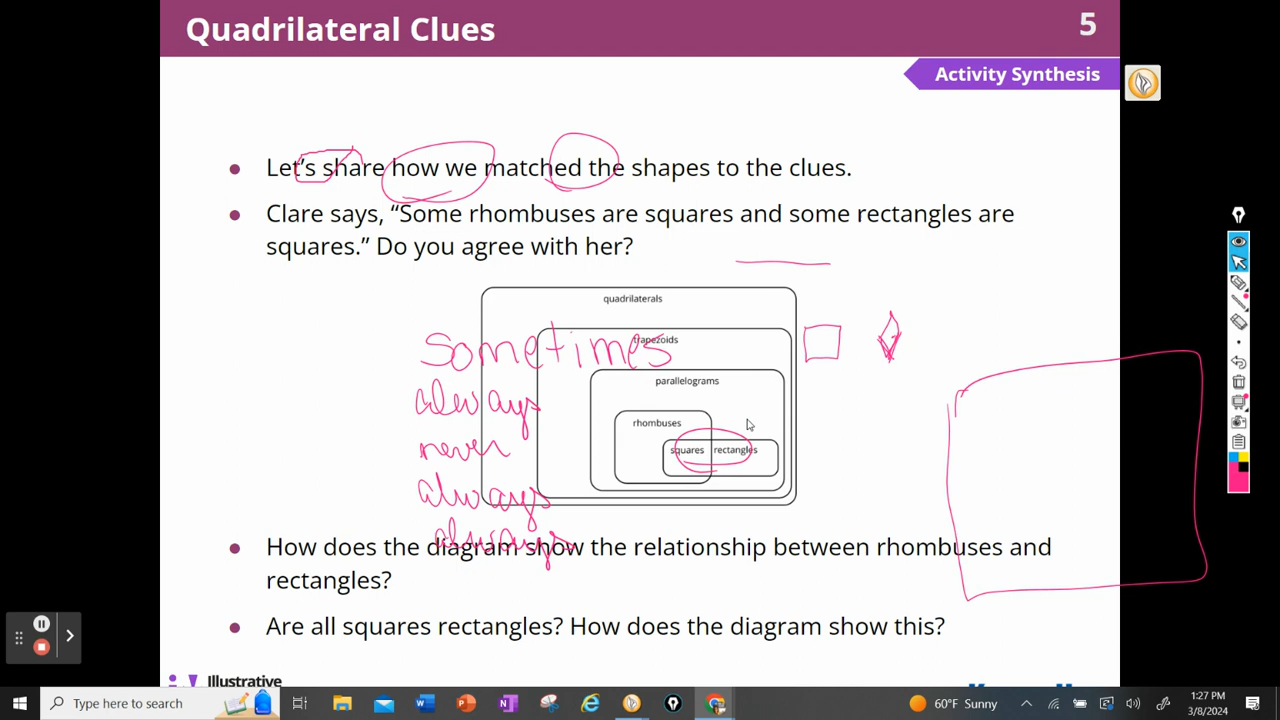 Quadrilateral Clues
5
Activity Synthesis
• Let's share how we matched the shapes to the clues.
• Clare says, “Some rhombuses are squares and some rectangles are
squares.” Do you agree with her?
quadrilaterals
trapezoids
Sometimes
parallelograms
always
rhombuses
never
squares
rectangles
always
always
• How does the diagram show the relationship between rhombuses and
rectangles?
• Are all squares rectangles? How does the diagram show this?
Illustrative
Type here to search
60°F Sunny
1:27 PM
3/8/2024